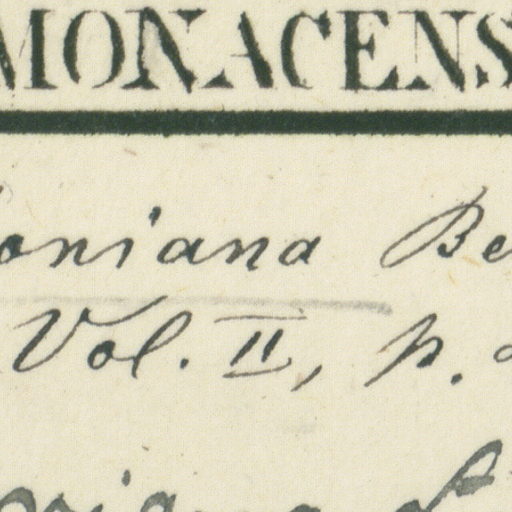 MONACENS
oniana Be
Vol. II, p.